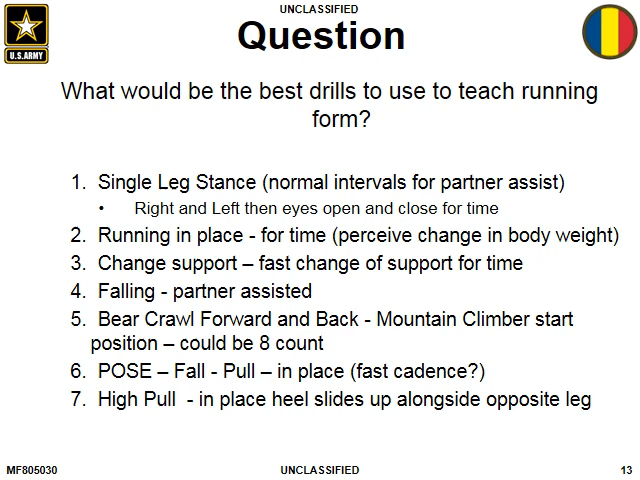 UNCLASSIFIED
Question
U.S.ARMY
What would be the best drills to use to teach running
form?
1. Single Leg Stance (normal intervals for partner assist)
• Right and Left then eyes open and close for time
2. Running in place - for time (perceive change in body weight)
3. Change support – fast change of support for time
4. Falling - partner assisted
5. Bear Crawl Forward and Back - Mountain Climber start
position – could be 8 count
6. POSE – Fall - Pull – in place (fast cadence?)
7. High Pull - in place heel slides up alongside opposite leg
MF805030
UNCLASSIFIED
13